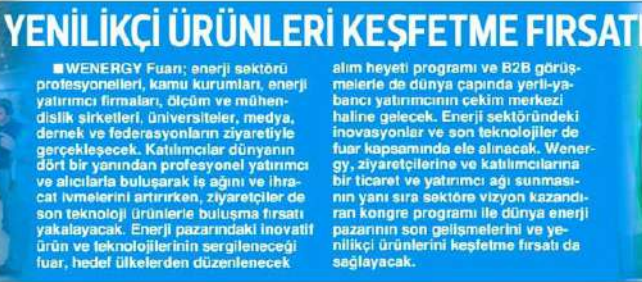 YENİLİKÇİ ÜRÜNLERİ KEŞFETME FIRSATI
■WENERGY Fuarı; enerji sektörü
profesyonelleri, kamu kurumları, enerji
yatırımcı firmaları, ölçüm ve mühen-
dislik şirketleri, üniversiteler, medya,
dernek ve federasyonların ziyaretiyle
gerçekleşecek. Katılımcılar dünyanın
dört bir yanından profesyonel yatırımcı
ve alıcılarla buluşarak iş ağını ve ihra-
cat ivmelerini artırırken, ziyaretçiler de
son teknoloji ürünlerle buluşma fırsatı
yakalayacak. Enerji pazarındaki inovatif
ürün ve teknolojilerinin sergileneceği
fuar, hedef ülkelerden düzenlenecek
alım heyeti programı ve B2B görüş-
melerle de dünya çapında yerli-ya-
bancı yatırımcının çekim merkezi
haline gelecek. Enerji sektöründeki
inovasyonlar ve son teknolojiler de
fuar kapsamında ele alınacak. Wener-
gy, ziyaretçilerine ve katılımcılarına
bir ticaret ve yatırımcı ağı sunması-
nın yanı sıra sektöre vizyon kazandı-
ran kongre programı ile dünya enerji
pazarının son gelişmelerini ve ye-
nilikçi ürünlerini keşfetme fırsatı da
sağlayacak.